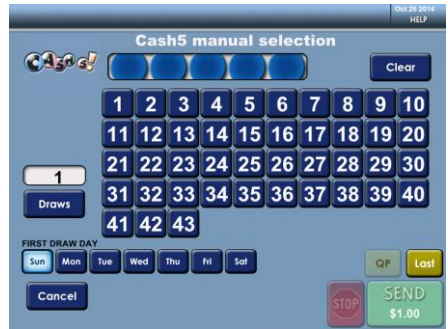 Oct 26 2014
HELP
Cash5 manual selection
CASH 5!
Clear
1 2 3 4 5 6 7 8 9 10
11 12 13 14 15 16 17 18 19 20
21 22 23 24 25 26 27 28 29 30
1
31 32 33 34 35 36 37 38 39 40
Draws
41 42 43
FIRST DRAW DAY
Sun Mon Tue Wed Thu Fri Sat
QP Last
Cancel
STOP
SEND
$1.00